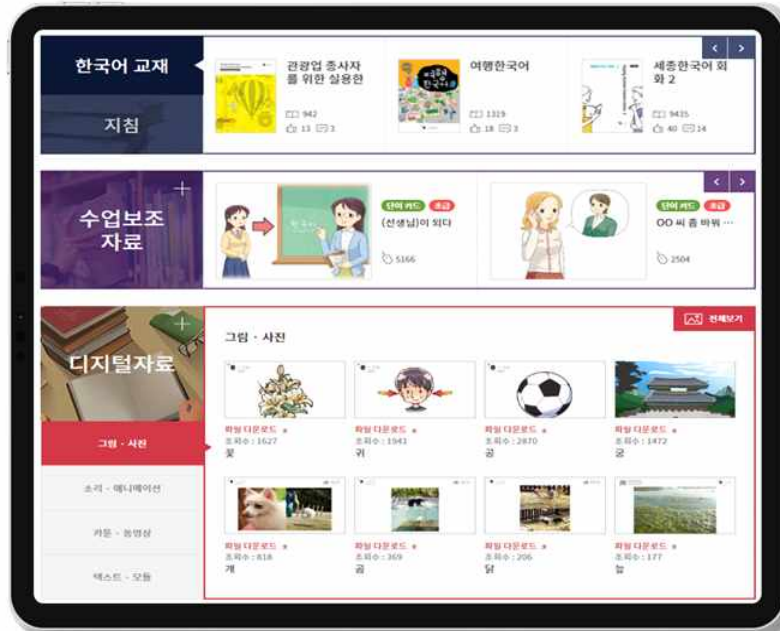 한국어 교재
지침
관광업 종사자
를 위한 실용한
942
13 3
여행한국어
1319
18 3
세종한국어 회
화 2
9435
40 14
수업보조
자료
단어 카드 초급
(선생님)이 되다
5166
단어 카드 초급
OO 씨 좀 바꿔 …
2504
디지털자료
그림 · 사진
소리 · 애니메이션
카툰 · 동영상
텍스트 · 모듈
전체보기
그림 · 사진
파일 다운로드
조회수 : 1627
꽃
파일 다운로드
조회수 : 1941
귀
파일 다운로드
조회수 : 2870
공
파일 다운로드
조회수 : 1472
궁
파일 다운로드
조회수 : 818
개
파일 다운로드
조회수 : 369
곰
파일 다운로드
조회수 : 206
닭
파일 다운로드
조회수 : 177
늪